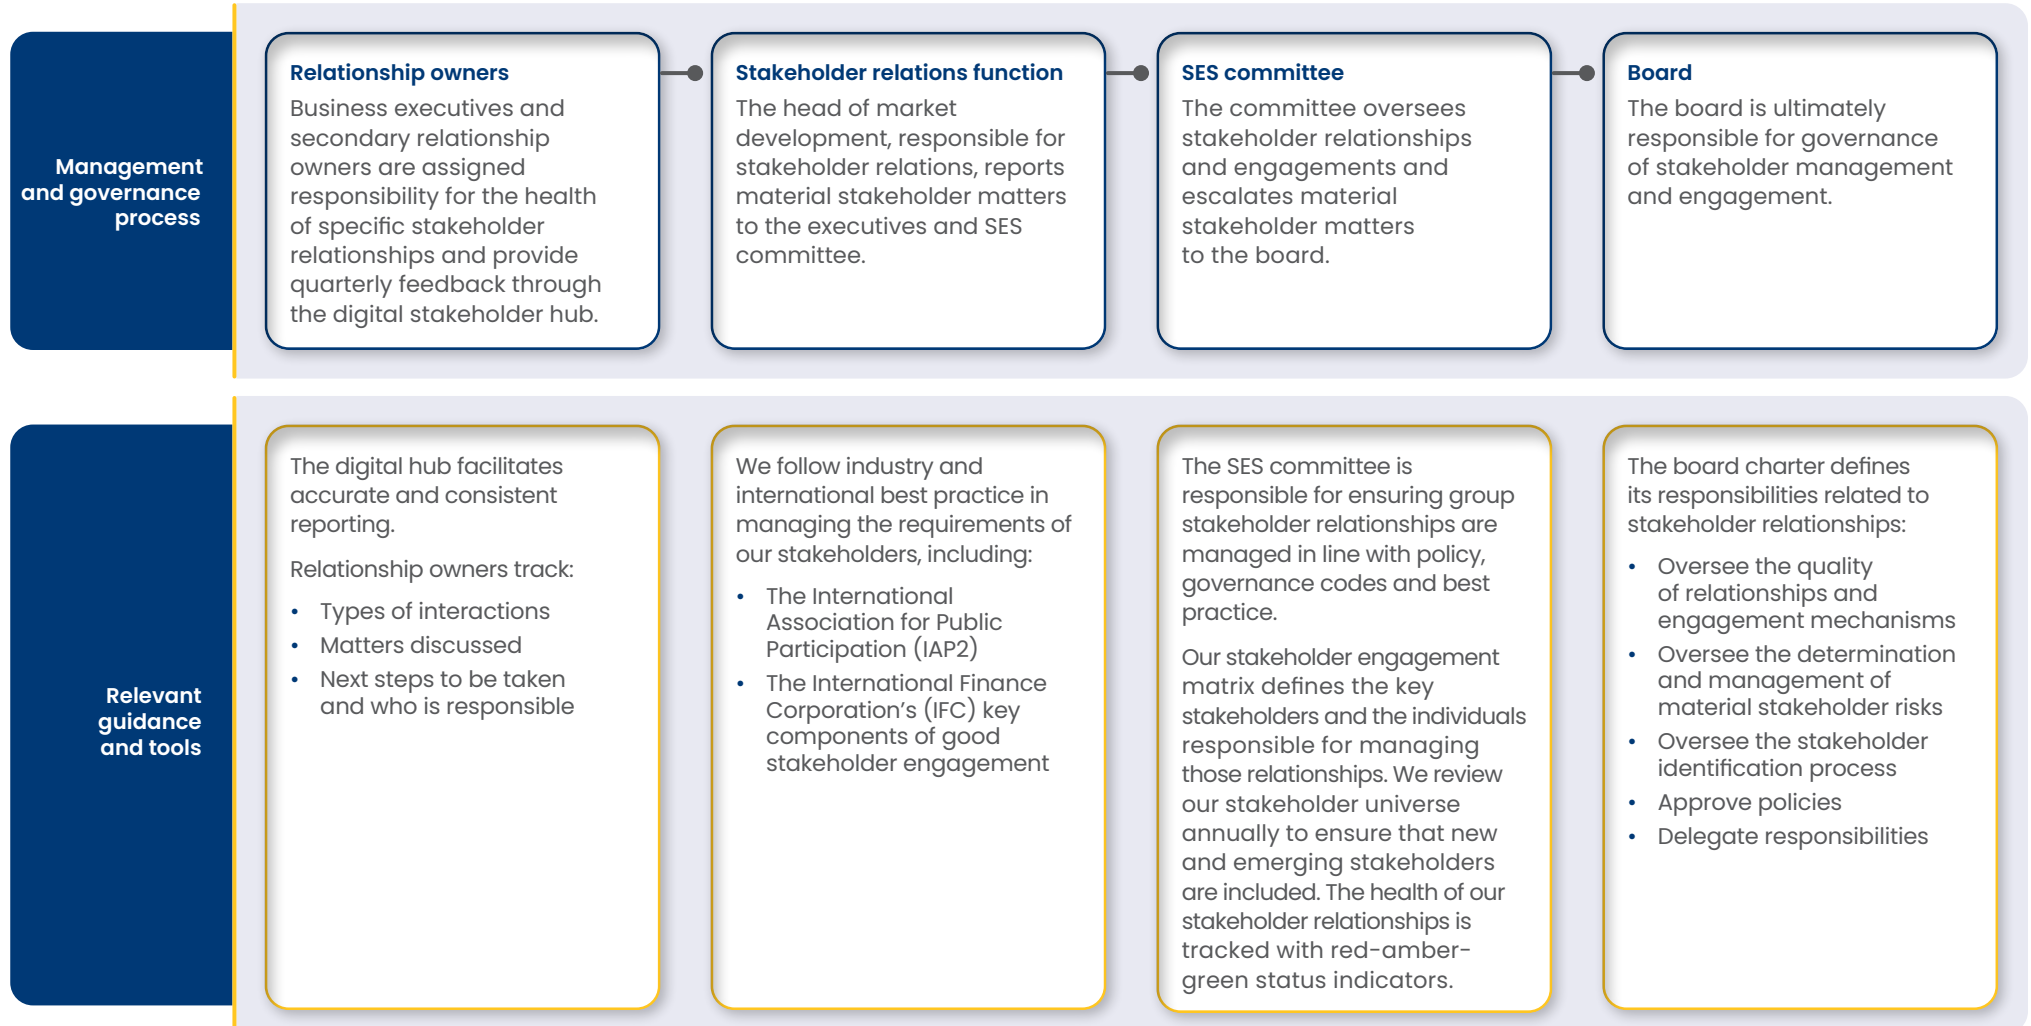 Management
and governance
process
Relationship owners
Business executives and
secondary relationship
owners are assigned
responsibility for the health
of specific stakeholder
relationships and provide
quarterly feedback through
the digital stakeholder hub.
Stakeholder relations function
The head of market
development, responsible for
stakeholder relations, reports
material stakeholder matters
to the executives and SES
committee.
SES committee
The committee oversees
stakeholder relationships
and engagements and
escalates material
stakeholder matters
to the board.
Board
The board is ultimately
responsible for governance
of stakeholder management
and engagement.
Relevant
guidance
and tools
The digital hub facilitates
accurate and consistent
reporting.
Relationship owners track:
• Types of interactions
• Matters discussed
• Next steps to be taken
and who is responsible
We follow industry and
international best practice in
managing the requirements of
our stakeholders, including:
• The International
Association for Public
Participation (IAP2)
• The International Finance
Corporation’s (IFC) key
components of good
stakeholder engagement
The SES committee is
responsible for ensuring group
stakeholder relationships are
managed in line with policy,
governance codes and best
practice.
Our stakeholder engagement
matrix defines the key
stakeholders and the individuals
responsible for managing
those relationships. We review
our stakeholder universe
annually to ensure that new
and emerging stakeholders
are included. The health of our
stakeholder relationships is
tracked with red-amber-
green status indicators.
The board charter defines
its responsibilities related to
stakeholder relationships:
• Oversee the quality
of relationships and
engagement mechanisms
• Oversee the determination
and management of
material stakeholder risks
• Oversee the stakeholder
identification process
• Approve policies
• Delegate responsibilities